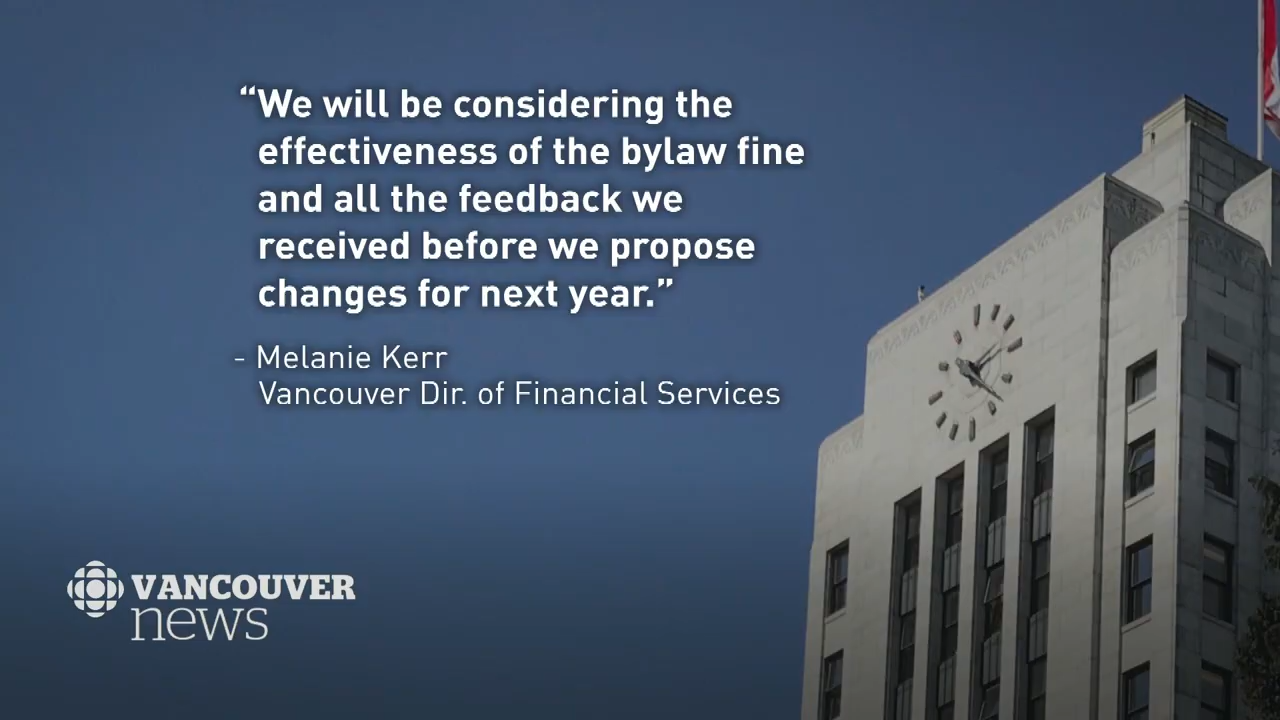 “We will be considering the
effectiveness of the bylaw fine
and all the feedback we
received before we propose
changes for next year.”
- Melanie Kerr
Vancouver Dir. of Financial Services
VANCOUVER
news